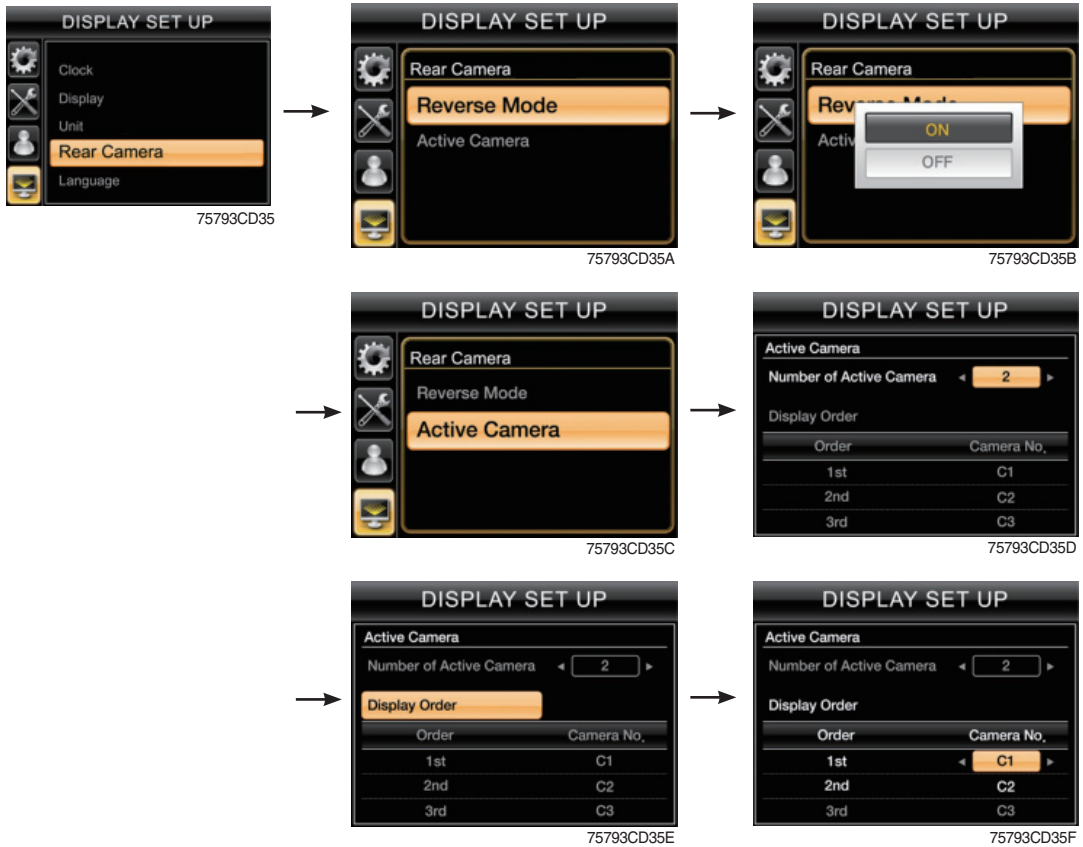 DISPLAY SET UP
Clock
Display
Unit
Rear Camera
Language
75793CD35
DISPLAY SET UP
Rear Camera
Reverse Mode
Active Camera
75793CD35A
DISPLAY SET UP
Rear Camera
Reverse Mode
Activ
ON
OFF
75793CD35B
DISPLAY SET UP
Rear Camera
Reverse Mode
Active Camera
75793CD35C
DISPLAY SET UP
Active Camera
Number of Active Camera ◄ 2 ►
Display Order
Order Camera No.
1st C1
2nd C2
3rd C3
75793CD35D
DISPLAY SET UP
Active Camera
Number of Active Camera ◄ 2 ►
Display Order
Order Camera No.
1st C1
2nd C2
3rd C3
75793CD35E
DISPLAY SET UP
Active Camera
Number of Active Camera ◄ 2 ►
Display Order
Order Camera No.
1st ◄ C1 ►
2nd C2
3rd C3
75793CD35F